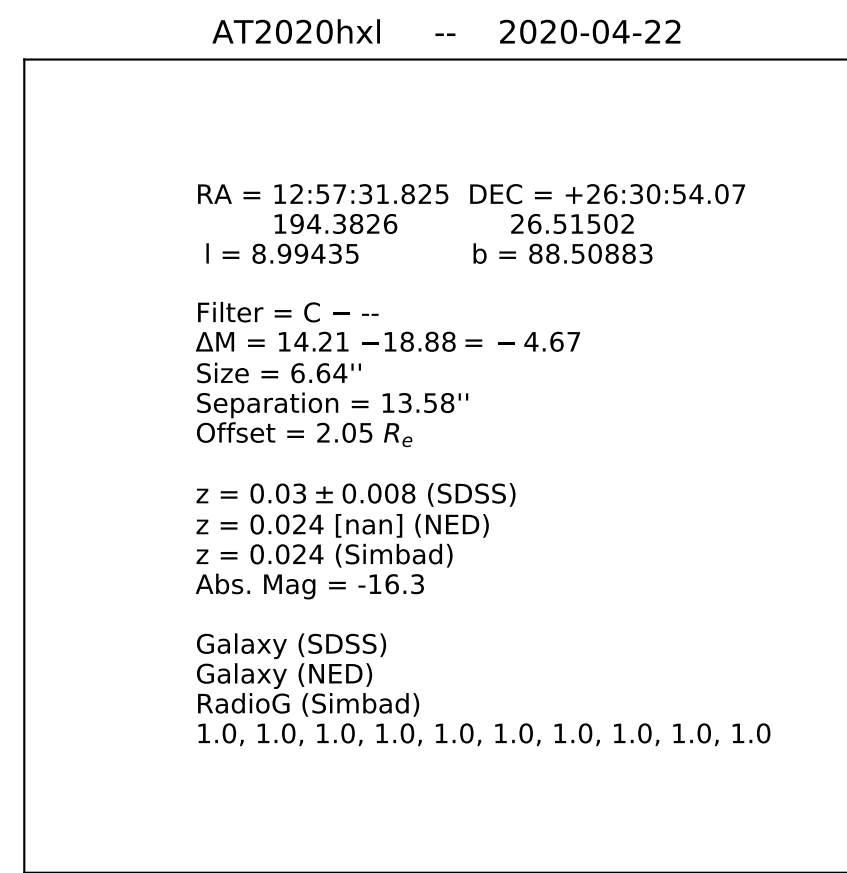 AT2020hxl -- 2020-04-22
RA = 12:57:31.825 DEC = +26:30:54.07
194.3826 26.51502
l = 8.99435 b = 88.50883
Filter = C − --
ΔM = 14.21 −18.88 = − 4.67
Size = 6.64''
Separation = 13.58''
Offset = 2.05 Rₑ
z = 0.03 ± 0.008 (SDSS)
z = 0.024 [nan] (NED)
z = 0.024 (Simbad)
Abs. Mag = -16.3
Galaxy (SDSS)
Galaxy (NED)
RadioG (Simbad)
1.0, 1.0, 1.0, 1.0, 1.0, 1.0, 1.0, 1.0, 1.0, 1.0